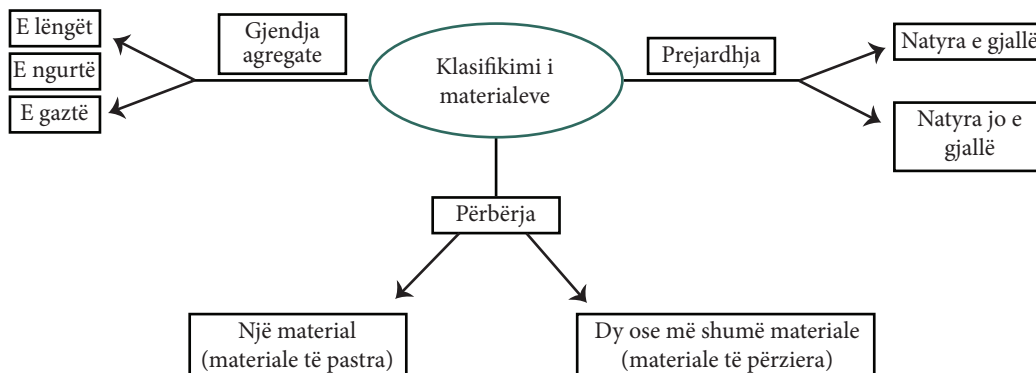 E lëngët
E ngurtë
E gaztë
Gjendja
agregate
Klasifikimi i
materialeve
Prejardhja
Natyra e gjallë
Natyra jo e
gjallë
Përbërja
Një material
(materiale të pastra)
Dy ose më shumë materiale
(materiale të përziera)